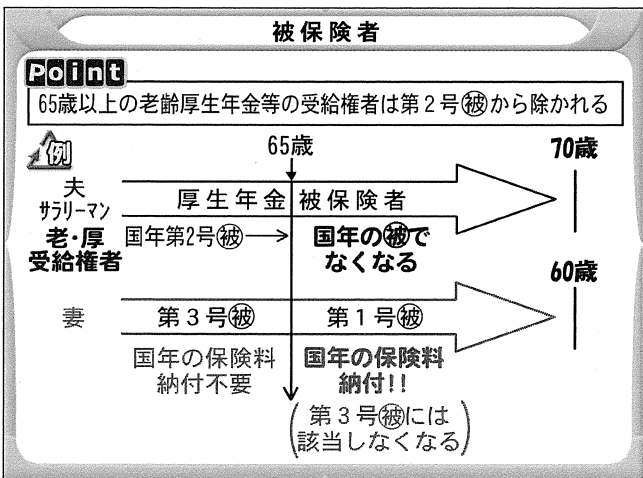 被保険者
Point
65歳以上の老齢厚生年金等の受給権者は第2号㊙から除かれる
例
65歳
70歳
夫
サラリーマン
厚生年金被保険者
老・厚
受給権者
国年第2号被→
国年の被で
なくなる
60歳
妻
第3号被
第1号被
国年の保険料
納付不要
国年の保険料
納付!!
(第3号被には
該当しなくなる)